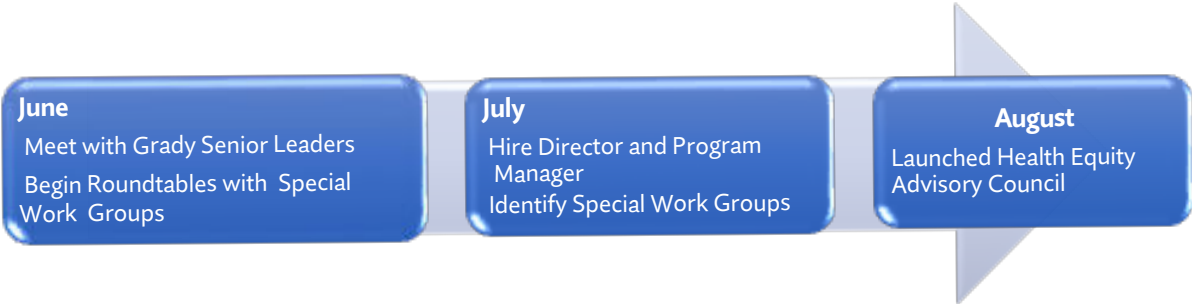 June
Meet with Grady Senior Leaders
Begin Roundtables with Special
Work Groups
July
Hire Director and Program
Manager
Identify Special Work Groups
August
Launched Health Equity
Advisory Council